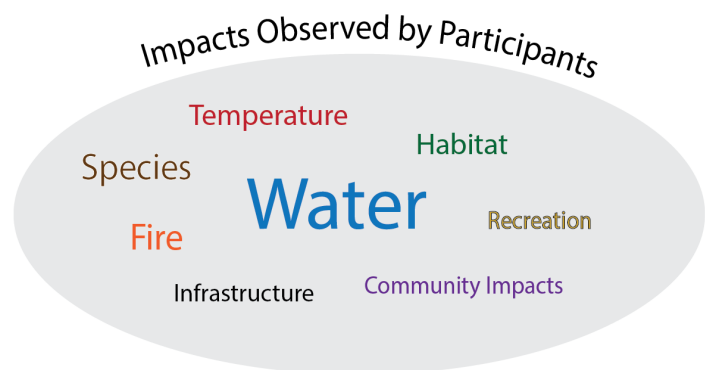 Impacts Observed by Participants
Temperature
Habitat
Species
Water
Recreation
Fire
Infrastructure
Community Impacts